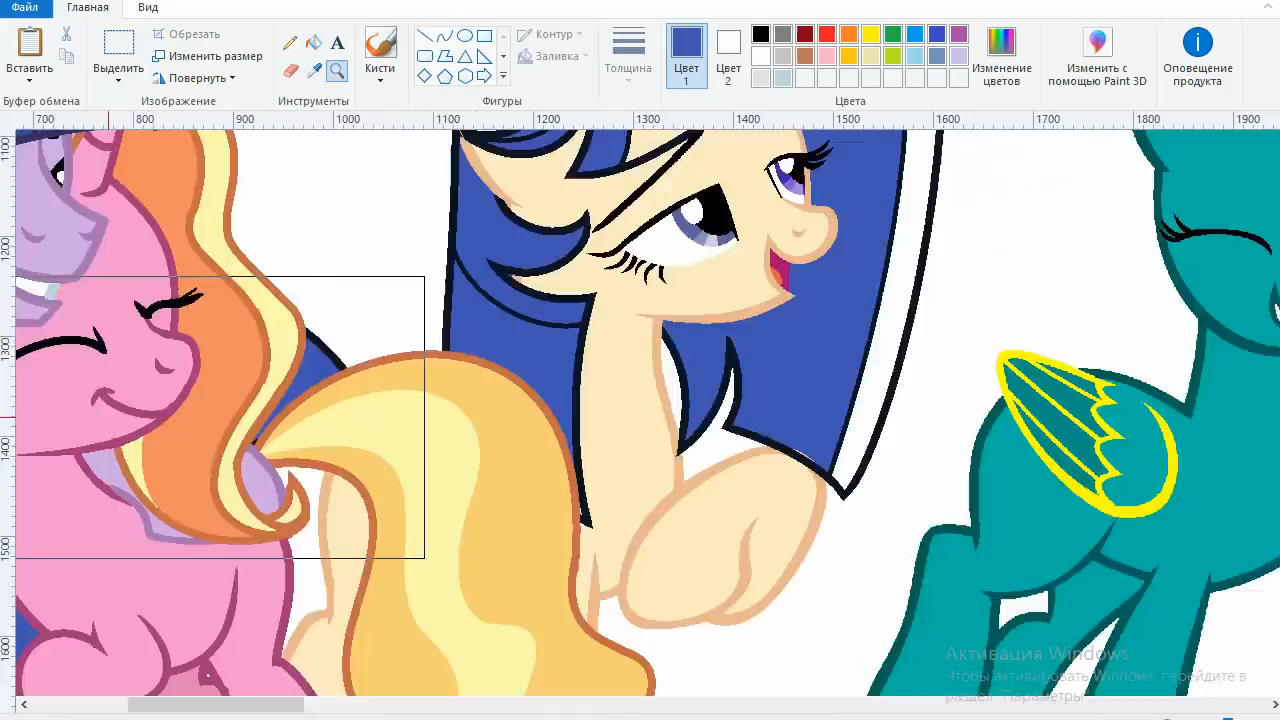 Файл Главная Вид
Вырезать
Изменить размер
Повернуть
Контур
Заливка
Вставить
Выделить
A
Кисти
Толщина
Цвет 1
Цвет 2
Изменение цветов
Изменить с помощью Paint 3D
Оповещение продукта
Буфер обмена
Изображение
Инструменты
Фигуры
Цвета
700 800 900 1000 1100 1200 1300 1400 1500 1600 1700 1800 1900
1100
1200
1300
1400
1500
1600
Активация Windows
Чтобы активировать Windows, перейдите в
раздел "Параметры".